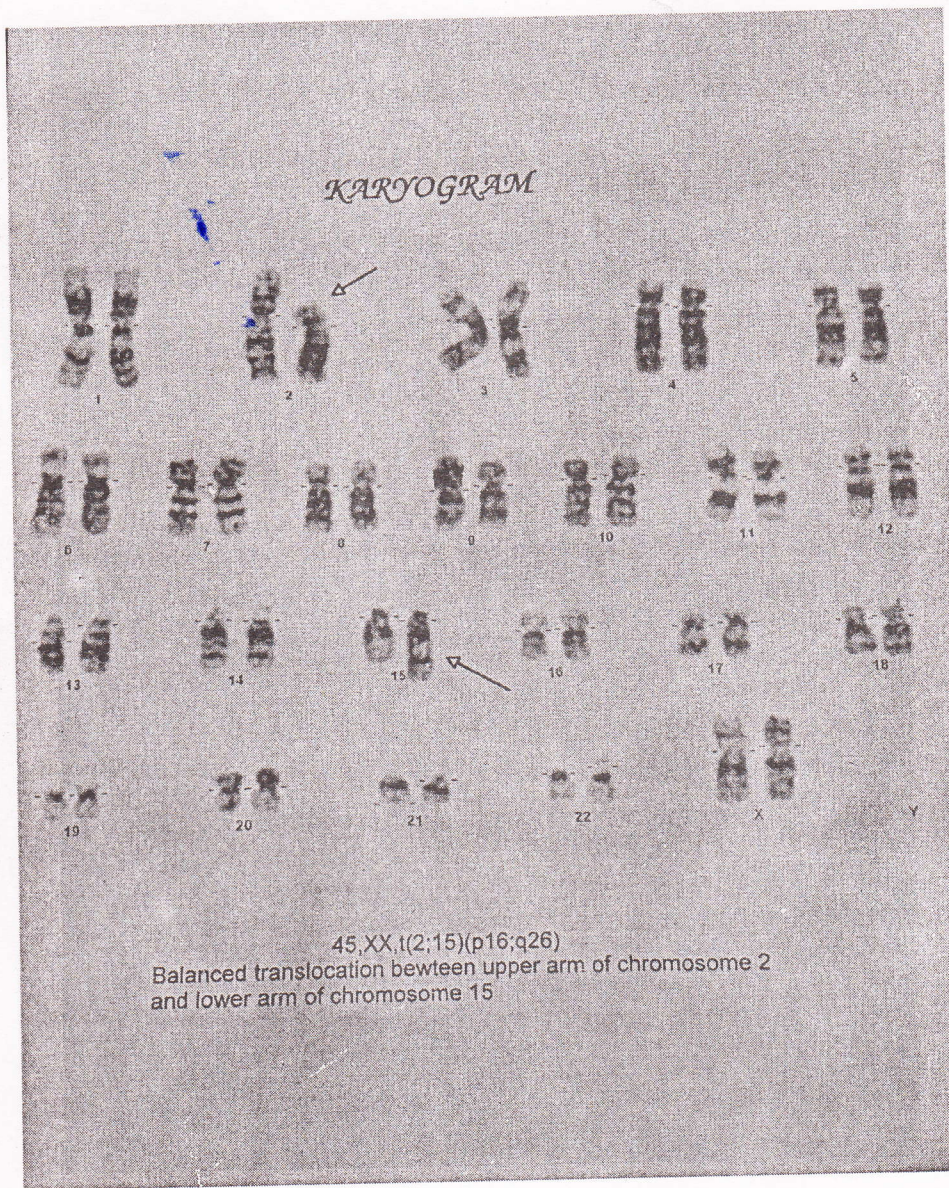 KARYOGRAM
1 2 3 4 5
6 7 8 9 10 11 12
13 14 15 16 17 18
19 20 21 22 X Y
45,XX,t(2;15)(p16;q26)
Balanced translocation bewteen upper arm of chromosome 2
and lower arm of chromosome 15